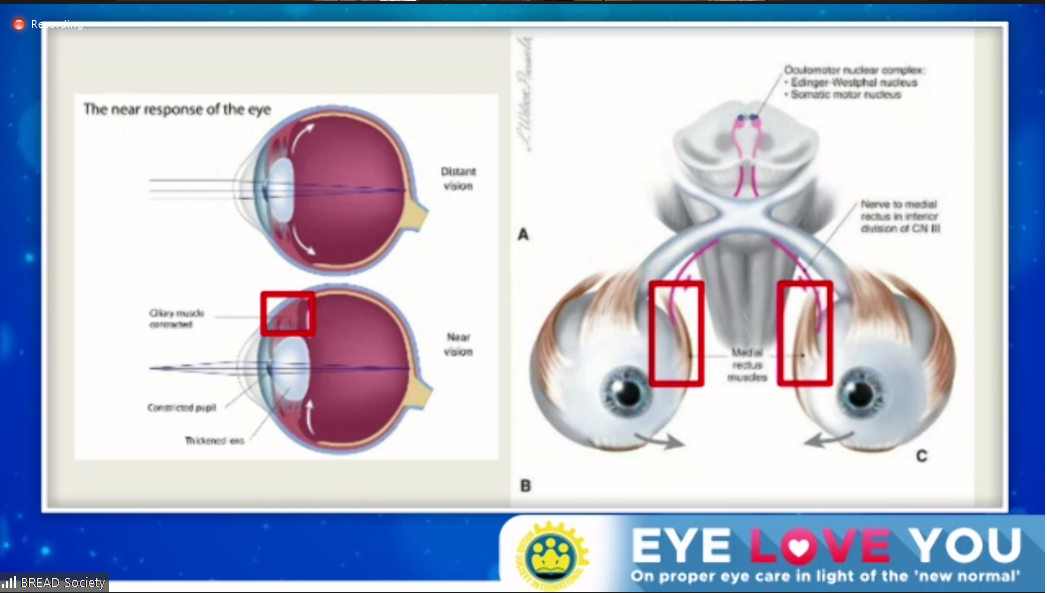 Recording
The near response of the eye
Distant
vision
Ciliary muscle
contracted
Near
vision
Constricted pupil
Thickened lens
Oculomotor nuclear complex:
• Edinger-Westphal nucleus
• Somatic motor nucleus
A
Nerve to medial
rectus in inferior
division of CN III
Medial
rectus
muscles
B
C
EYE LOVE YOU
On proper eye care in light of the 'new normal'
BREAD Society